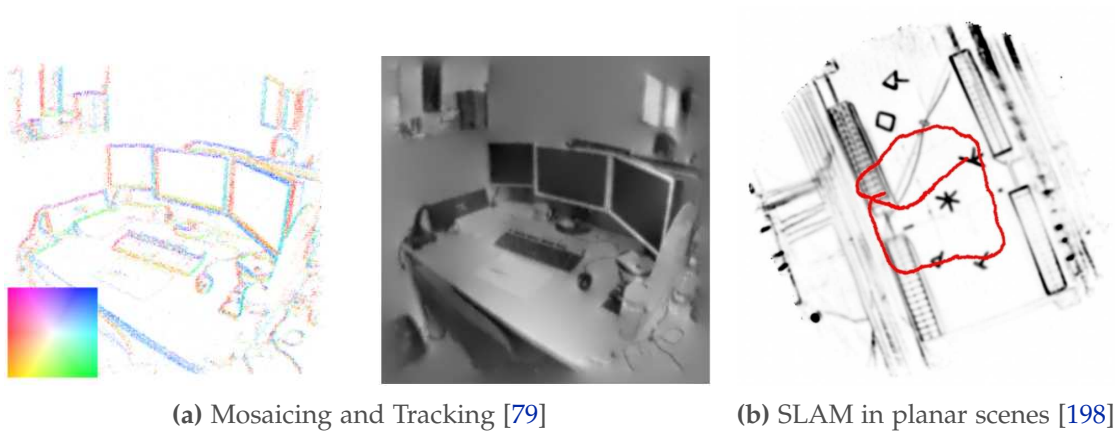 (a) Mosaicing and Tracking [79]
(b) SLAM in planar scenes [198]